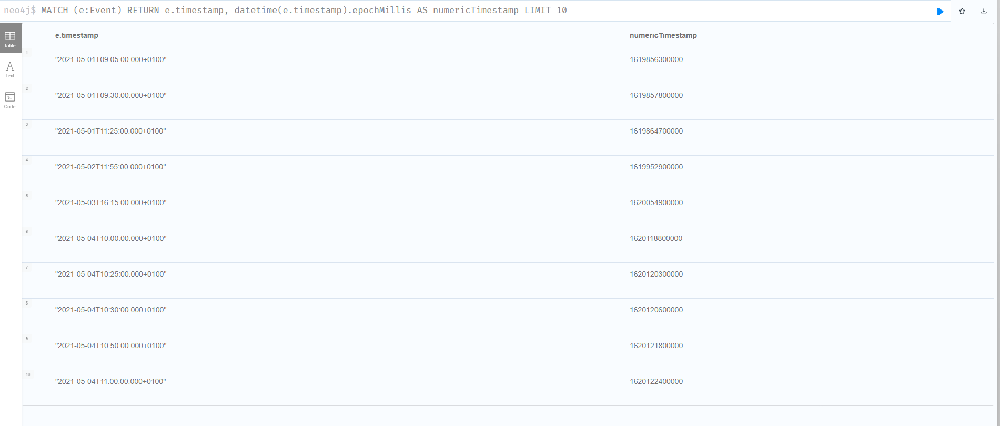 neo4j$ MATCH (e:Event) RETURN e.timestamp, datetime(e.timestamp).epochMillis AS numericTimestamp LIMIT 10
Table
Text
Code
e.timestamp numericTimestamp
1 "2021-05-01T09:05:00.000+0100" 1619856300000
2 "2021-05-01T09:30:00.000+0100" 1619857800000
3 "2021-05-01T11:25:00.000+0100" 1619864700000
4 "2021-05-02T11:55:00.000+0100" 1619952900000
5 "2021-05-03T16:15:00.000+0100" 1620054900000
6 "2021-05-04T10:00:00.000+0100" 1620118800000
7 "2021-05-04T10:25:00.000+0100" 1620120300000
8 "2021-05-04T10:30:00.000+0100" 1620120600000
9 "2021-05-04T10:50:00.000+0100" 1620121800000
10 "2021-05-04T11:00:00.000+0100" 1620122400000